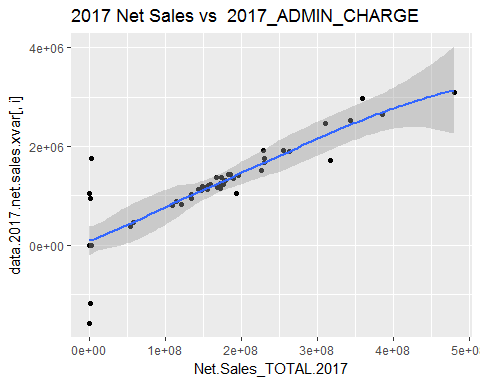 2017 Net Sales vs  2017_ADMIN_CHARGE
4e+06
2e+06
0e+00
data.2017.net.sales.xvar[, i]
0e+00 1e+08 2e+08 3e+08 4e+08 5e+08
Net.Sales_TOTAL.2017